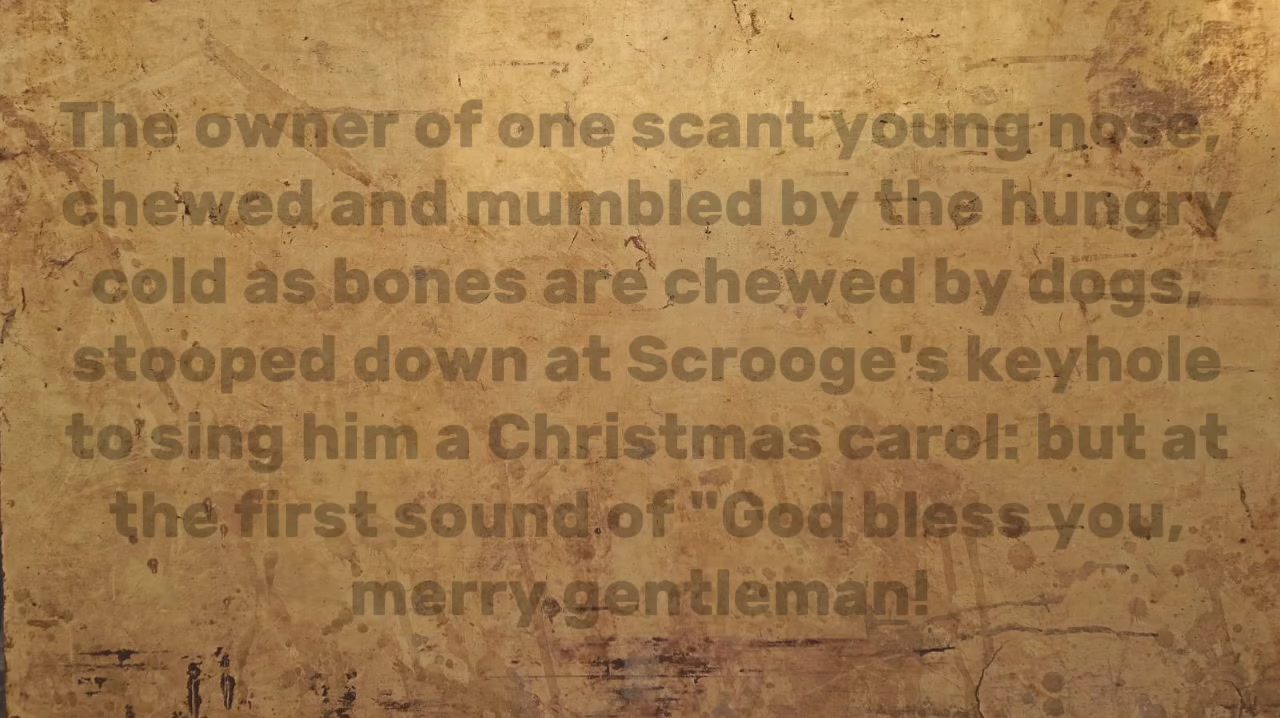 The owner of one scant young nose,
chewed and mumbled by the hungry
cold as bones are chewed by dogs,
stooped down at Scrooge's keyhole
to sing him a Christmas carol: but at
the first sound of "God bless you,
merry gentleman!